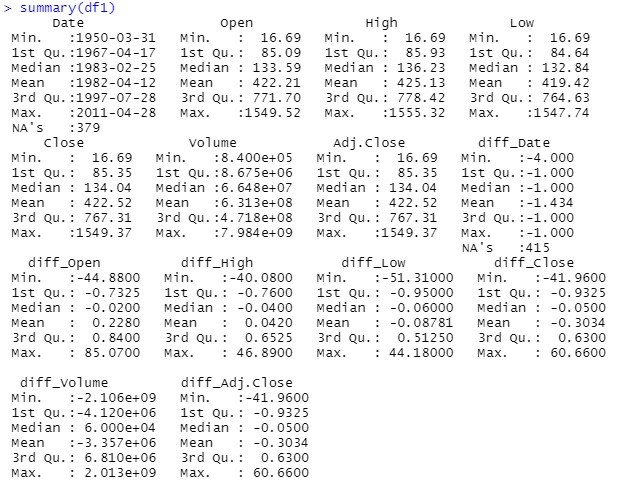 > summary(df1)
Date Open High Low
Min. :1950-03-31 Min. : 16.69 Min. : 16.69 Min. : 16.69
1st Qu.:1967-04-17 1st Qu.: 85.09 1st Qu.: 85.93 1st Qu.: 84.64
Median :1983-02-25 Median : 133.59 Median : 136.23 Median : 132.84
Mean :1982-04-12 Mean : 422.21 Mean : 425.13 Mean : 419.42
3rd Qu.:1997-07-28 3rd Qu.: 771.70 3rd Qu.: 778.42 3rd Qu.: 764.63
Max. :2011-04-28 Max. :1549.52 Max. :1555.32 Max. :1547.74
NA's :379
Close Volume Adj.Close diff_Date
Min. : 16.69 Min. :8.400e+05 Min. : 16.69 Min. :-4.000
1st Qu.: 85.35 1st Qu.:8.675e+06 1st Qu.: 85.35 1st Qu.:-1.000
Median : 134.04 Median :6.648e+07 Median : 134.04 Median :-1.000
Mean : 422.52 Mean :6.313e+08 Mean : 422.52 Mean :-1.434
3rd Qu.: 767.31 3rd Qu.:4.718e+08 3rd Qu.: 767.31 3rd Qu.:-1.000
Max. :1549.37 Max. :7.984e+09 Max. :1549.37 Max. :-1.000
NA's :415
diff_Open diff_High diff_Low diff_Close
Min. :-44.8800 Min. :-40.0800 Min. :-51.31000 Min. :-41.9600
1st Qu.: -0.7325 1st Qu.: -0.7600 1st Qu.: -0.95000 1st Qu.: -0.9325
Median : -0.0200 Median : -0.0400 Median : -0.06000 Median : -0.0500
Mean : 0.2280 Mean : 0.0420 Mean : -0.08781 Mean : -0.3034
3rd Qu.: 0.8400 3rd Qu.: 0.6525 3rd Qu.: 0.51250 3rd Qu.: 0.6300
Max. : 85.0700 Max. : 46.8900 Max. : 44.18000 Max. : 60.6600
diff_Volume diff_Adj.Close
Min. :-2.106e+09 Min. :-41.9600
1st Qu.:-4.120e+06 1st Qu.: -0.9325
Median : 6.000e+04 Median : -0.0500
Mean :-3.357e+06 Mean : -0.3034
3rd Qu.: 6.810e+06 3rd Qu.: 0.6300
Max. : 2.013e+09 Max. : 60.6600